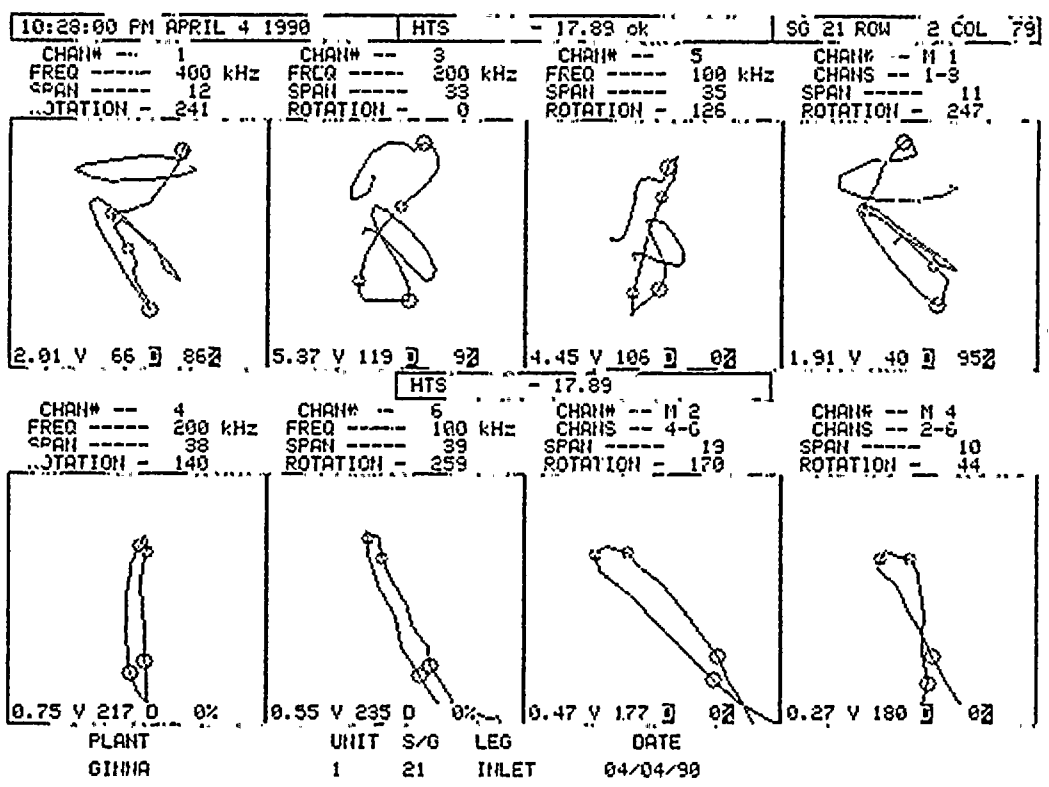 10:28:00 PM APRIL 4 1990 HTS - 17.89 ok SG 21 ROW 2 COL 79
CHAN# -- 1 CHAN# -- 3 CHAN# -- 5 CHAN# -- M 1
FREQ ----- 400 kHz FREQ ----- 200 kHz FREQ ----- 100 kHz CHANS -- 1-3
SPAN ----- 12 SPAN ----- 33 SPAN ----- 35 SPAN ----- 11
ROTATION - 241 ROTATION - 0 ROTATION - 126 ROTATION - 247
2.01 V 66 D 86% 5.37 V 119 D 9% 4.45 V 106 D 0% 1.91 V 40 D 95%
HTS - 17.89
CHAN# -- 4 CHAN# -- 6 CHAN# -- M 2 CHAN# -- M 4
FREQ ----- 200 kHz FREQ ----- 100 kHz CHANS -- 4-6 CHANS -- 2-6
SPAN ----- 38 SPAN ----- 39 SPAN ----- 19 SPAN ----- 10
ROTATION - 140 ROTATION - 259 ROTATION - 170 ROTATION - 44
0.75 V 217 D 0% 0.55 V 235 D 0% 0.47 V 177 D 0% 0.27 V 180 D 0%
PLANT UNIT S/G LEG DATE
GINNA 1 21 INLET 04/04/90